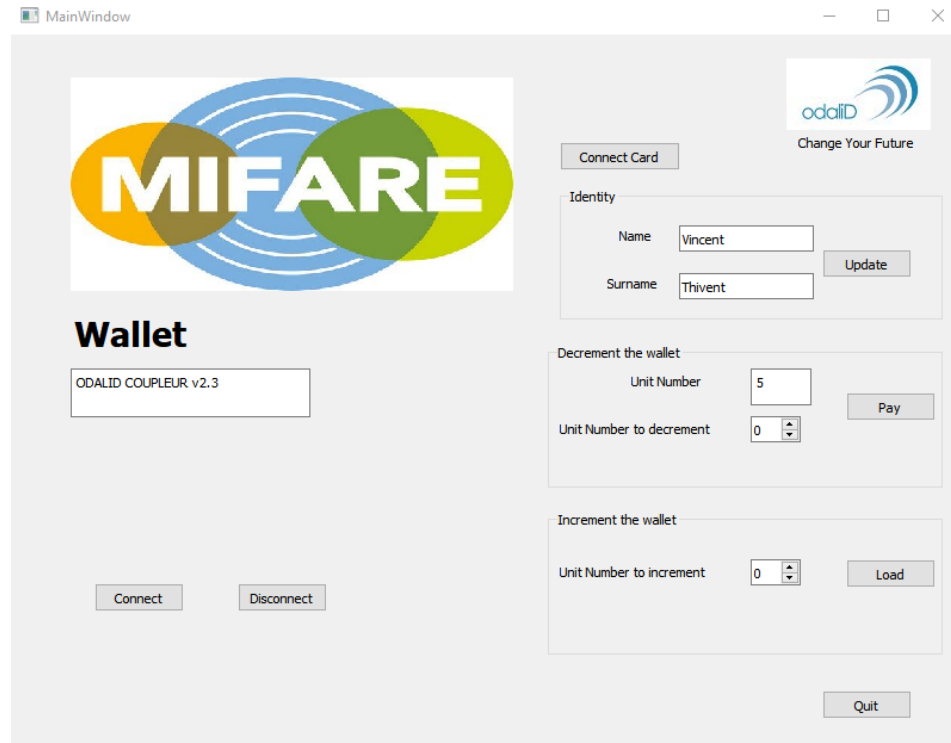 MainWindow
MIFARE
odaliD
Change Your Future
Connect Card
Identity
Name
Vincent
Update
Surname
Thivent
Wallet
ODALID COUPLEUR v2.3
Decrement the wallet
Unit Number
5
Pay
Unit Number to decrement
0
Increment the wallet
Unit Number to increment
0
Load
Connect
Disconnect
Quit